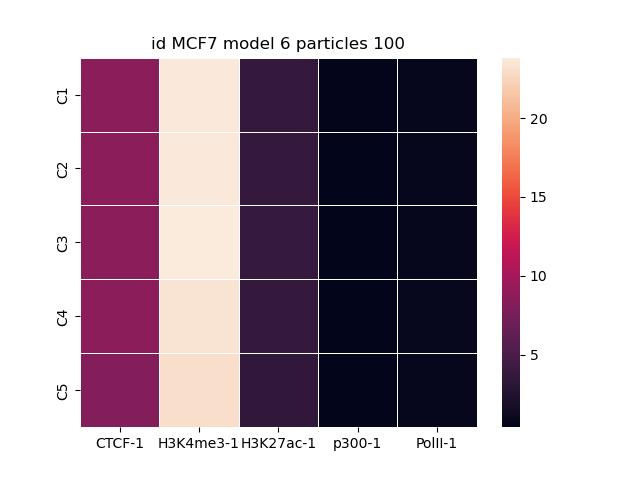 id MCF7 model 6 particles 100
C1
C2
C3
C4
C5
CTCF-1 H3K4me3-1 H3K27ac-1 p300-1 PolII-1
20
15
10
5